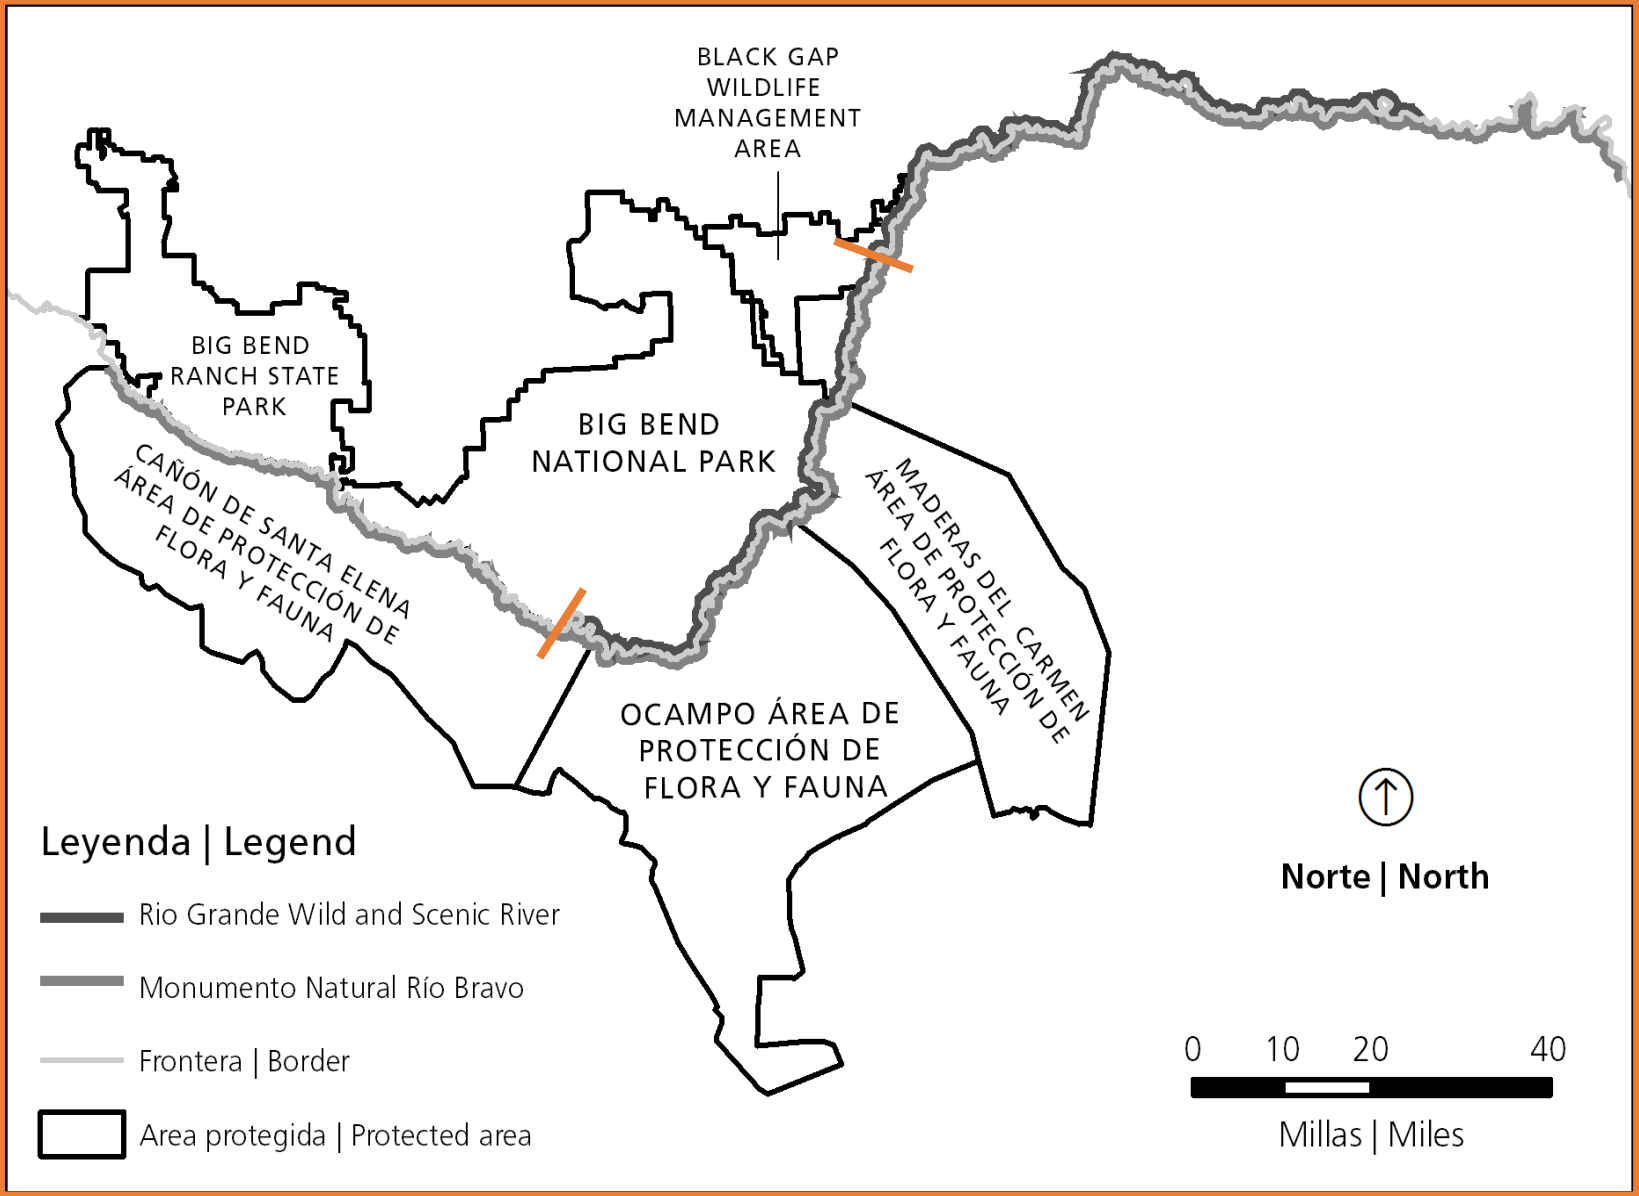 BLACK GAP
WILDLIFE
MANAGEMENT
AREA
BIG BEND
RANCH STATE
PARK
BIG BEND
NATIONAL PARK
CAÑÓN DE SANTA ELENA
ÁREA DE PROTECCIÓN DE
FLORA Y FAUNA
MADERAS DEL CARMEN
ÁREA DE PROTECCIÓN DE
FLORA Y FAUNA
OCAMPO ÁREA DE
PROTECCIÓN DE
FLORA Y FAUNA
Leyenda | Legend
Rio Grande Wild and Scenic River
Monumento Natural Río Bravo
Frontera | Border
Area protegida | Protected area
Norte | North
0 10 20 40
Millas | Miles